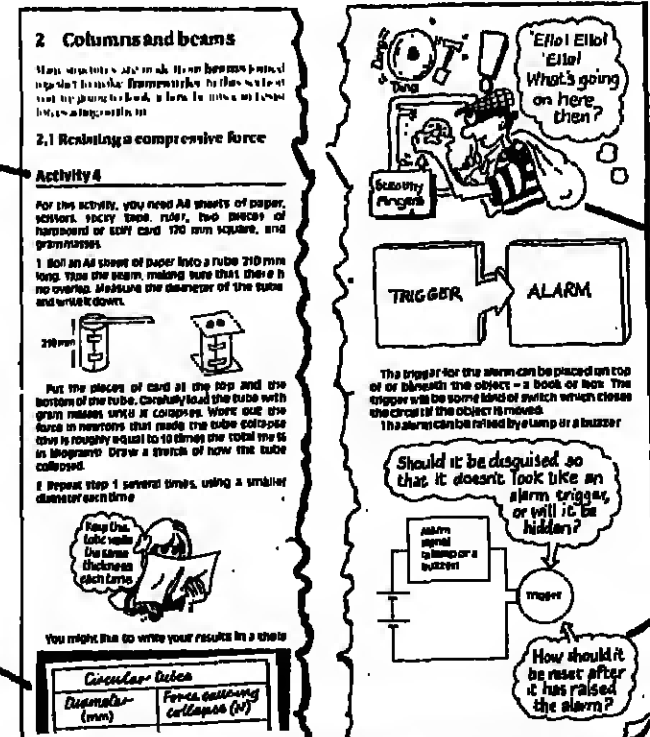 2 Columns and beams
2.1 Resisting a compressive force
Activity 4
For this activity, you need A4 sheets of paper,
scissors, sticky tape, ruler, two pieces of
hardboard or stiff card 120 mm square, and
gram masses
1 Roll an A4 sheet of paper into a tube 210 mm
long. Tape the seam, making sure that there is
no overlap. Measure the diameter of the tube
and write it down.
210 mm
Put the pieces of card at the top and the
bottom of the tube. Carefully load the tube with
gram masses until it collapses. Work out the
force in newtons that made the tube collapse
(this is roughly equal to 10 times the total mass
in kilograms) Draw a sketch of how the tube
collapsed.
2 Repeat step 1 several times, using a smaller
diameter each time
Keep the
tube walls
the same
thickness
each time
You might like to write your results in a table
Circular tubes
Diameter
(mm)
Force causing
collapse (N)
Ding
Ding
'Ello! Ello!
'Ello!
What's going
on here
then?
Security
Fingers
TRIGGER
ALARM
The trigger for the alarm can be placed on top
of or beneath the object – a book or legs The
trigger will be some kind of switch which closes
the circuit if the object is moved.
The alarm can be raised by a lamp or a buzzer
Should it be disguised so
that it doesn't look like an
alarm trigger,
or will it be
hidden?
Alarm
signal
lamp or a
buzzer
Trigger
How should it
be reset after
it has raised
the alarm?